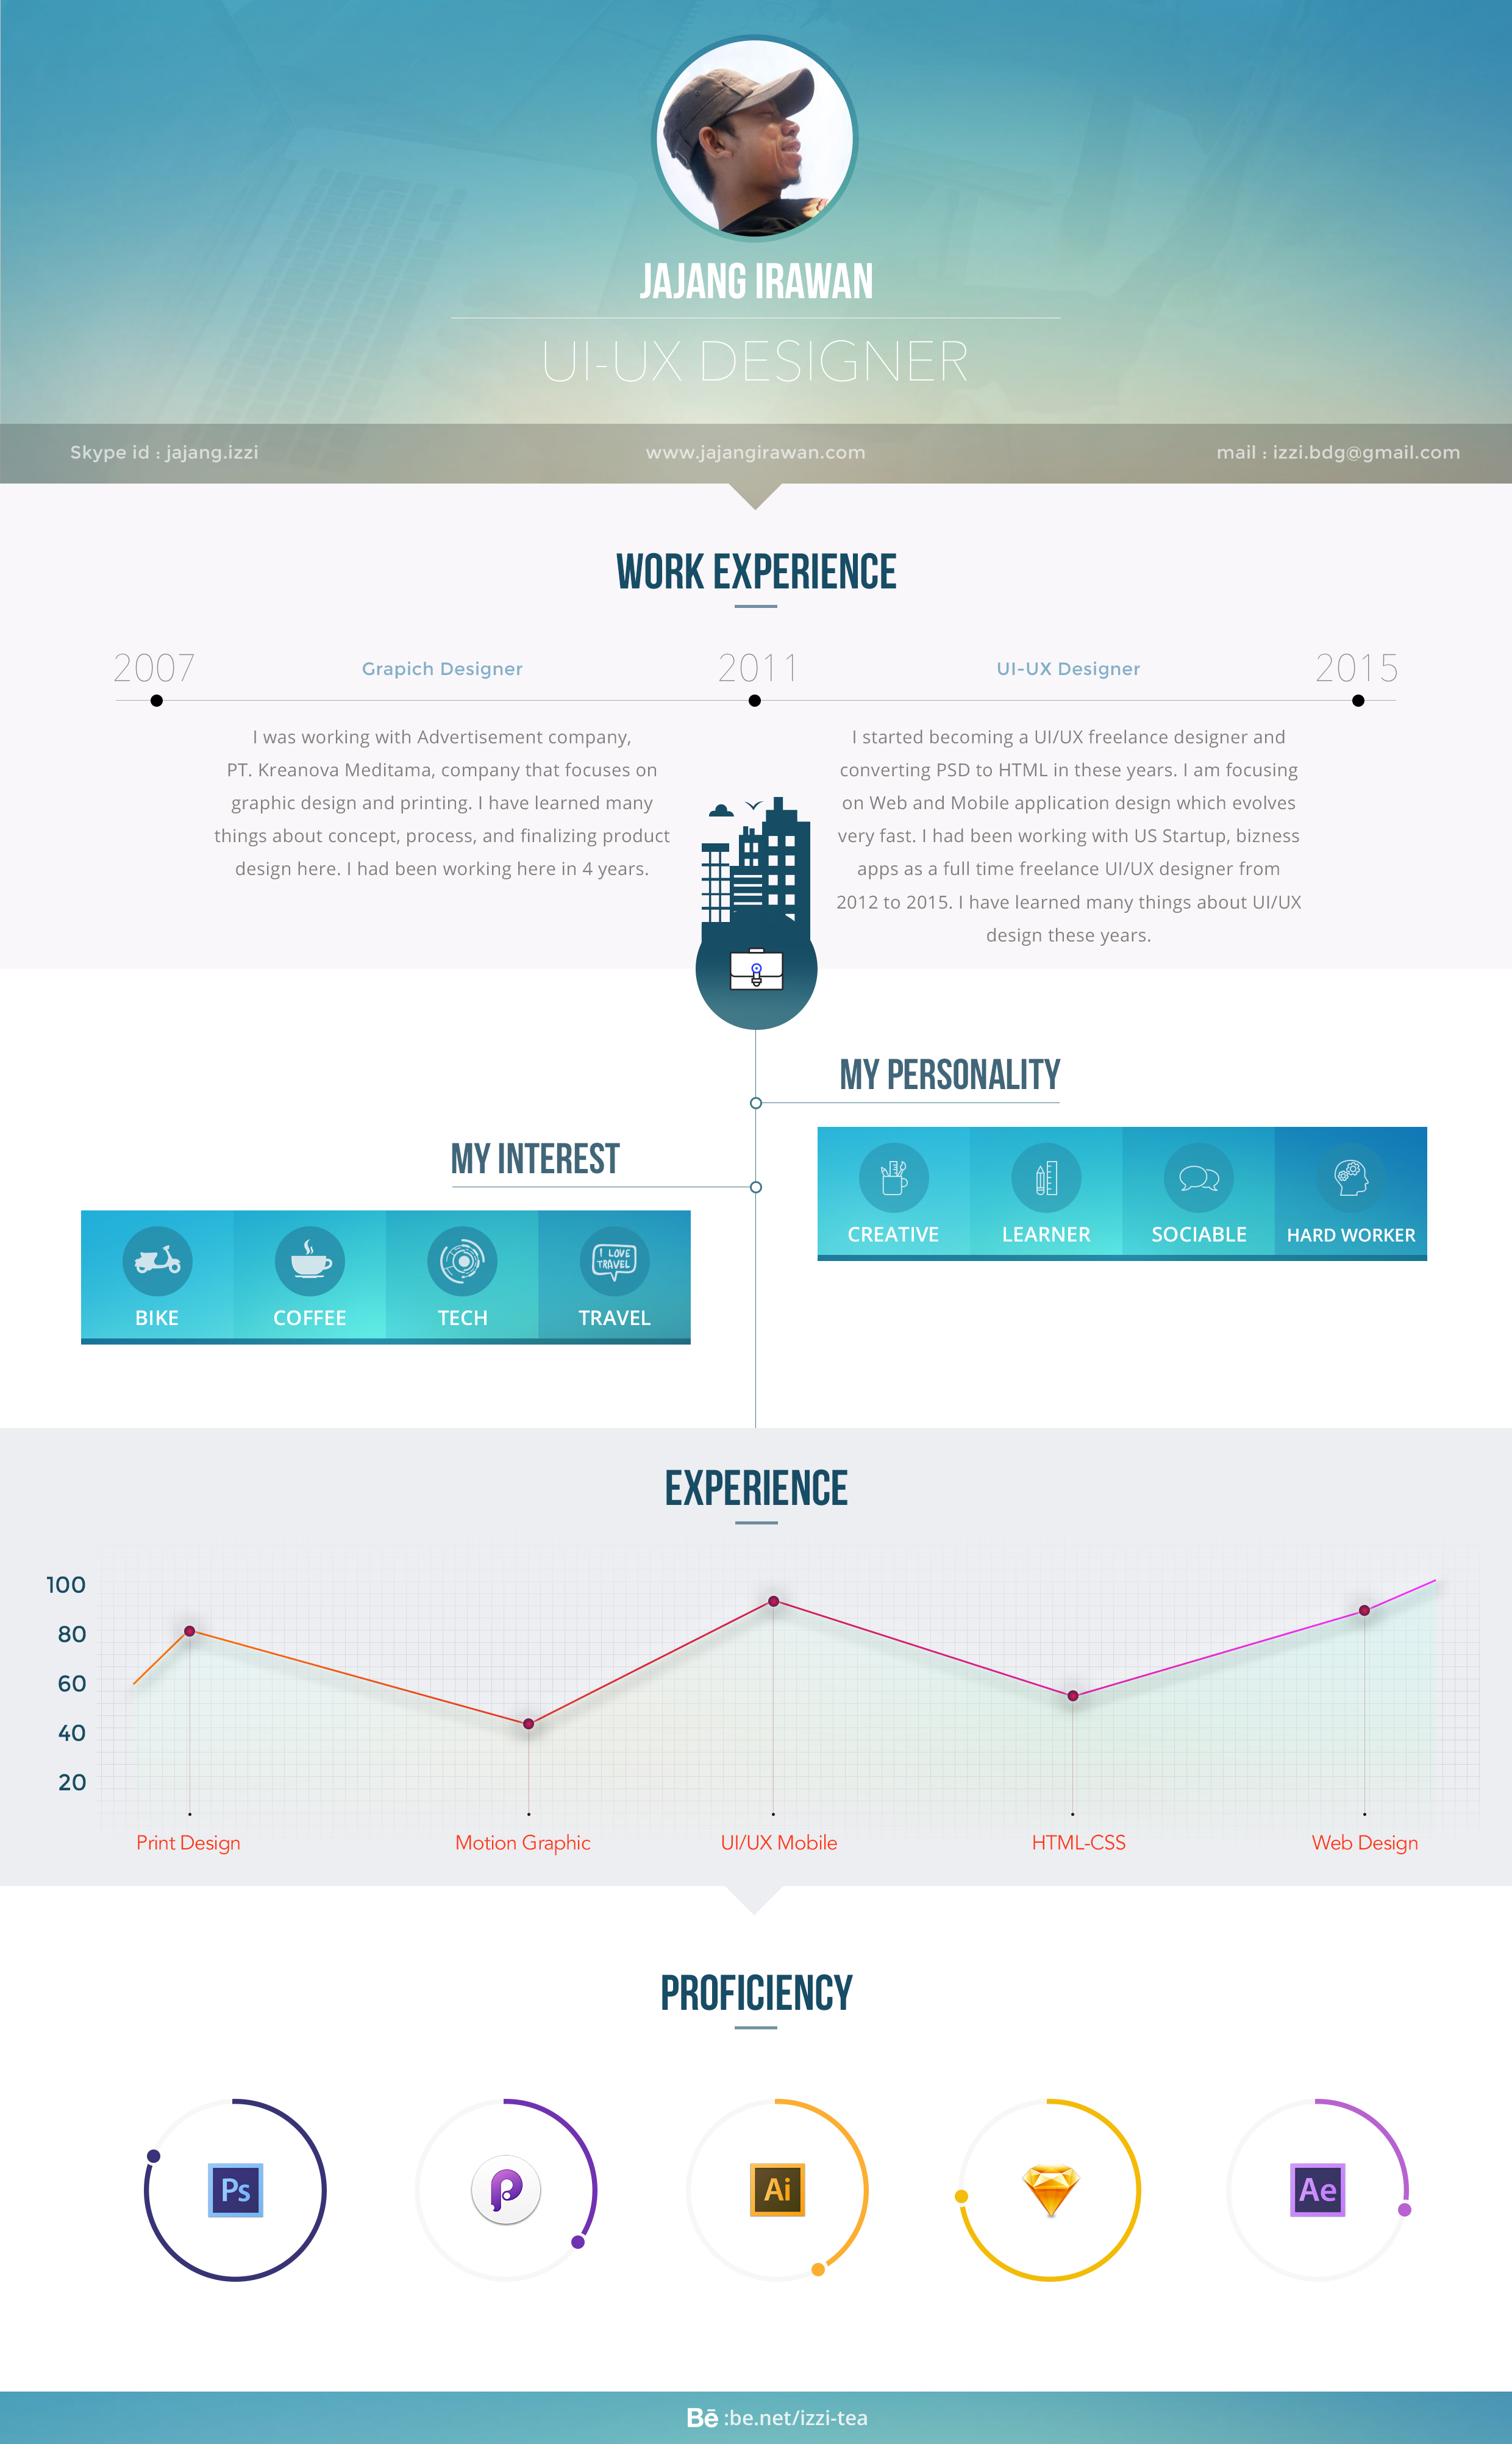 JAJANG IRAWAN
UI-UX DESIGNER
Skype id : jajang.izzi
www.jajangirawan.com
mail : izzi.bdg@gmail.com
WORK EXPERIENCE
2007
Grapich Designer
2011
UI-UX Designer
2015
I was working with Advertisement company,
PT. Kreanova Meditama, company that focuses on
graphic design and printing. I have learned many
things about concept, process, and finalizing product
design here. I had been working here in 4 years.
I started becoming a UI/UX freelance designer and
converting PSD to HTML in these years. I am focusing
on Web and Mobile application design which evolves
very fast. I had been working with US Startup, bizness
apps as a full time freelance UI/UX designer from
2012 to 2015. I have learned many things about UI/UX
design these years.
MY PERSONALITY
CREATIVE
LEARNER
SOCIABLE
HARD WORKER
MY INTEREST
I LOVE
TRAVEL
BIKE
COFFEE
TECH
TRAVEL
EXPERIENCE
100
80
60
40
20
Print Design
Motion Graphic
UI/UX Mobile
HTML-CSS
Web Design
PROFICIENCY
Ps
P
Ai
Ae
Bē :be.net/izzi-tea